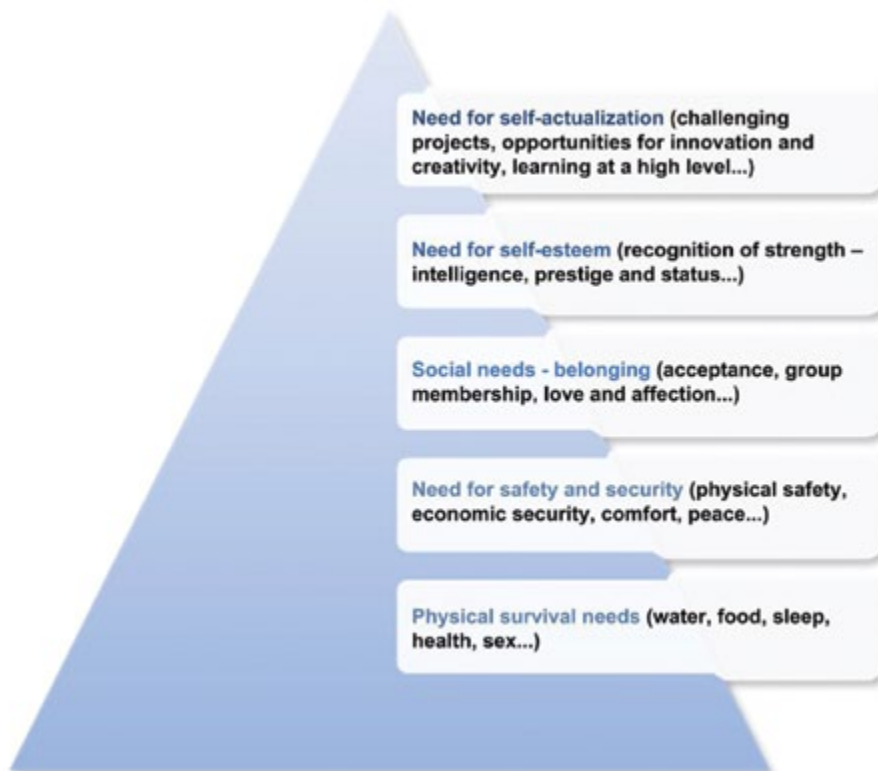 Need for self-actualization (challenging
projects, opportunities for innovation and
creativity, learning at a high level...)
Need for self-esteem (recognition of strength –
intelligence, prestige and status...)
Social needs - belonging (acceptance, group
membership, love and affection...)
Need for safety and security (physical safety,
economic security, comfort, peace...)
Physical survival needs (water, food, sleep,
health, sex...)